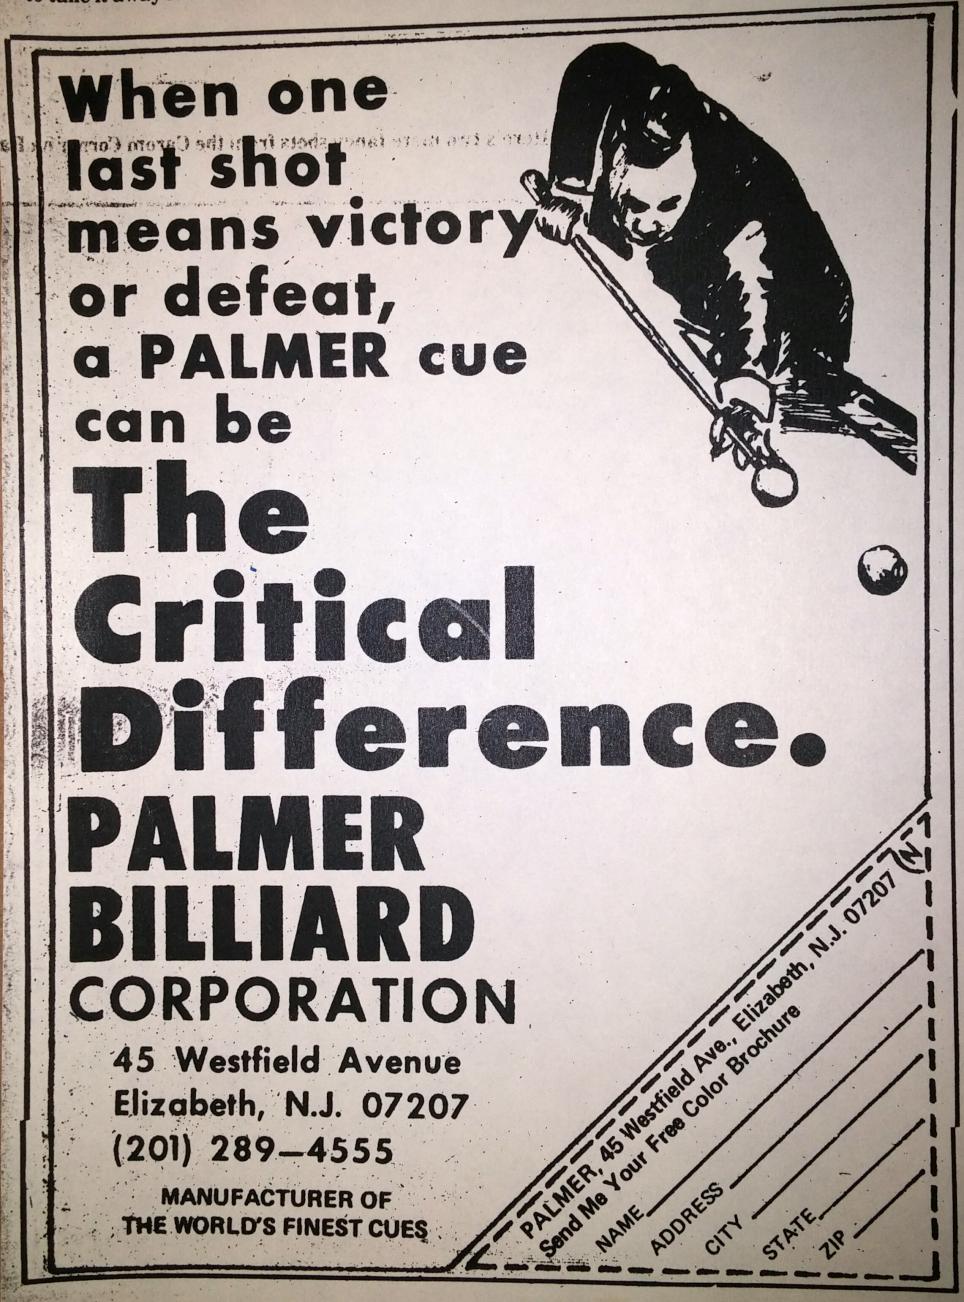 When one
last shot
means victory
or defeat,
a PALMER cue
can be
The
Critical
Difference.
PALMER
BILLIARD
CORPORATION
45 Westfield Avenue
Elizabeth, N.J. 07207
(201) 289-4555
MANUFACTURER OF
THE WORLD'S FINEST CUES
PALMER, 45 Westfield Ave., Elizabeth, N.J. 07207 (N
Send Me Your Free Color Brochure
NAME
ADDRESS
CITY
STATE
ZIP